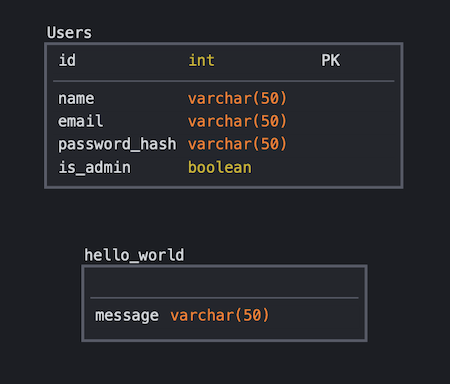 Users
id int PK
name varchar(50)
email varchar(50)
password_hash varchar(50)
is_admin boolean
hello_world
message varchar(50)